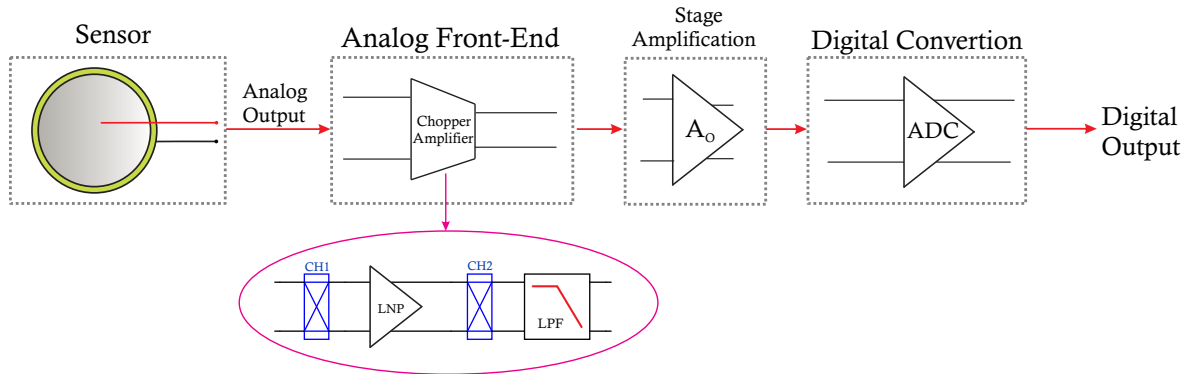 Sensor
Analog
Output
Analog Front-End
Chopper
Amplifier
Stage
Amplification
A₀
Digital Convertion
ADC
Digital
Output
CH1
LNP
CH2
LPF